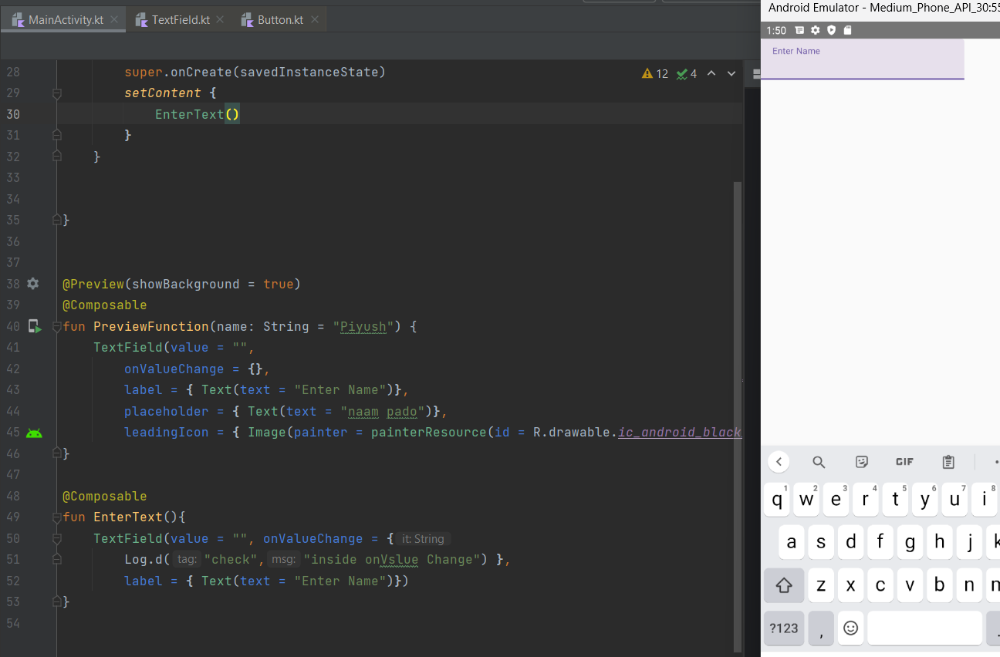 MainActivity.kt TextField.kt Button.kt
Android Emulator - Medium_Phone_API_30:55
1:50
Enter Name
12 4
28 super.onCreate(savedInstanceState)
29 setContent {
30 EnterText()
31 }
32 }
33
34
35 }
36
37
38 @Preview(showBackground = true)
39 @Composable
40 fun PreviewFunction(name: String = "Piyush") {
41 TextField(value = "",
42 onValueChange = {},
43 label = { Text(text = "Enter Name")},
44 placeholder = { Text(text = "naam pado")},
45 leadingIcon = { Image(painter = painterResource(id = R.drawable.ic_android_black
46 }
47
48 @Composable
49 fun EnterText(){
50 TextField(value = "", onValueChange = { it: String
51 Log.d( tag: "check", msg: "inside onVslue Change") },
52 label = { Text(text = "Enter Name")})
53 }
54
GIF
q1 w2 e3 r4 t5 y6 u7 i8
a s d f g h j k
z x c v b n m
?123 , .